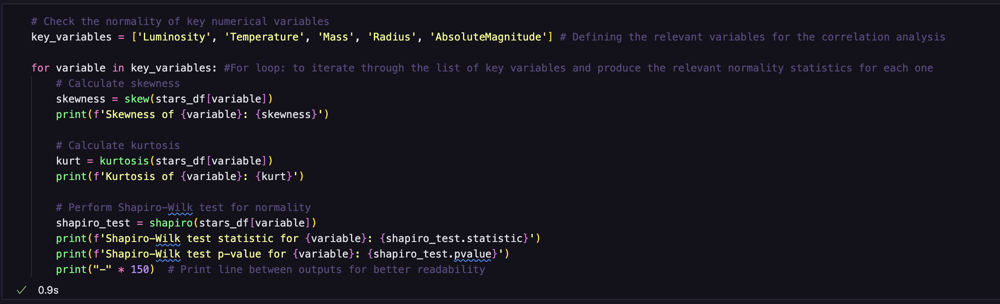 # Check the normality of key numerical variables
key_variables = ['Luminosity', 'Temperature', 'Mass', 'Radius', 'AbsoluteMagnitude'] # Defining the relevant variables for the correlation analysis
for variable in key_variables: #For loop: to iterate through the list of key variables and produce the relevant normality statistics for each one
# Calculate skewness
skewness = skew(stars_df[variable])
print(f'Skewness of {variable}: {skewness}')
# Calculate kurtosis
kurt = kurtosis(stars_df[variable])
print(f'Kurtosis of {variable}: {kurt}')
# Perform Shapiro-Wilk test for normality
shapiro_test = shapiro(stars_df[variable])
print(f'Shapiro-Wilk test statistic for {variable}: {shapiro_test.statistic}')
print(f'Shapiro-Wilk test p-value for {variable}: {shapiro_test.pvalue}')
print("-" * 150)  # Print line between outputs for better readability
0.9s